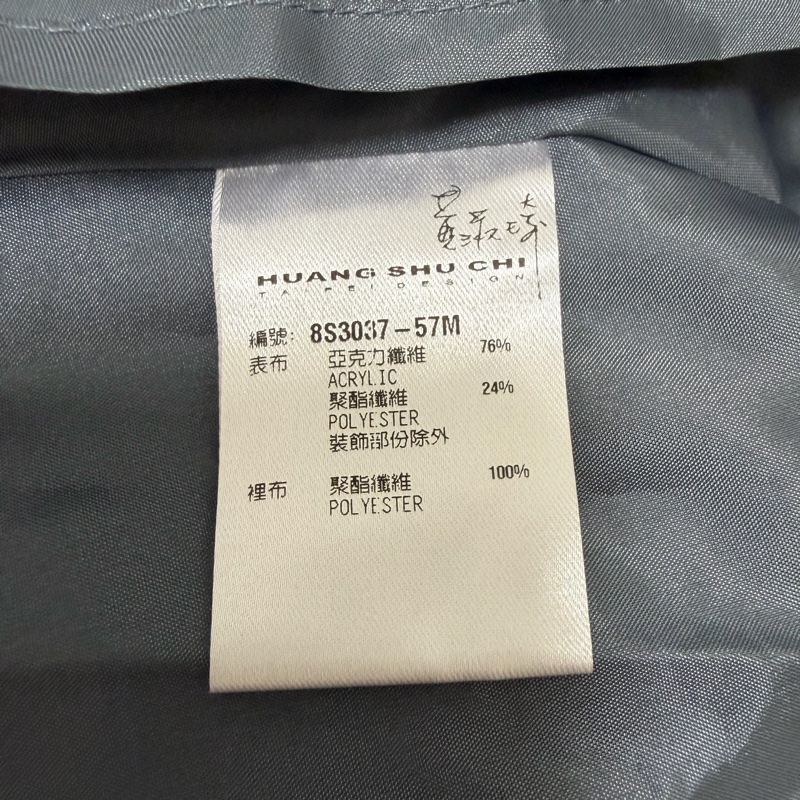 黃淑琦
HUANG SHU CHI
TAIPEI DESIGN
編號: 8S3037-57M
表布 亞克力纖維 76%
ACRYLIC
聚酯纖維 24%
POLYESTER
裝飾部份除外
裡布 聚酯纖維 100%
POLYESTER